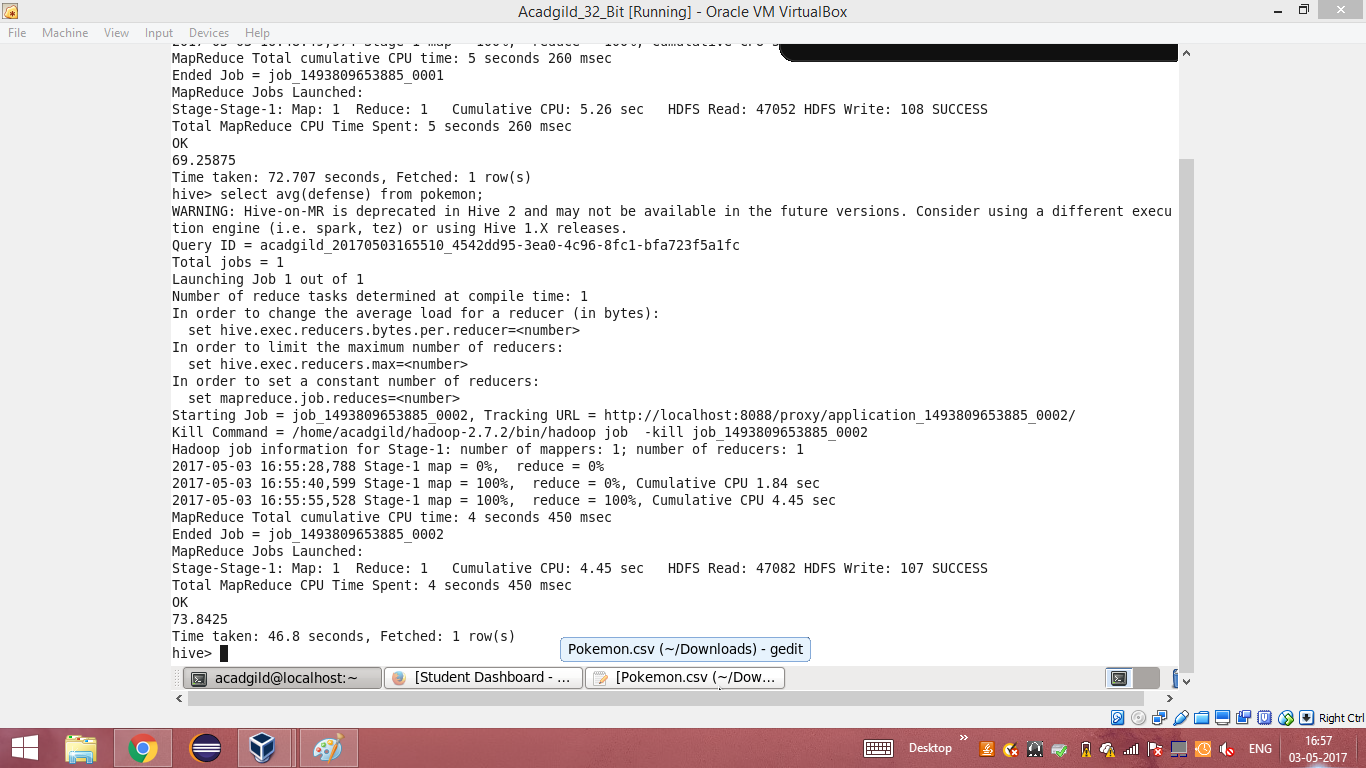 Acadgild_32_Bit [Running] - Oracle VM VirtualBox
File Machine View Input Devices Help
MapReduce Total cumulative CPU time: 5 seconds 260 msec
Ended Job = job_1493809653885_0001
MapReduce Jobs Launched:
Stage-Stage-1: Map: 1  Reduce: 1   Cumulative CPU: 5.26 sec   HDFS Read: 47052 HDFS Write: 108 SUCCESS
Total MapReduce CPU Time Spent: 5 seconds 260 msec
OK
69.25875
Time taken: 72.707 seconds, Fetched: 1 row(s)
hive> select avg(defense) from pokemon;
WARNING: Hive-on-MR is deprecated in Hive 2 and may not be available in the future versions. Consider using a different execu
tion engine (i.e. spark, tez) or using Hive 1.X releases.
Query ID = acadgild_20170503165510_4542dd95-3ea0-4c96-8fc1-bfa723f5a1fc
Total jobs = 1
Launching Job 1 out of 1
Number of reduce tasks determined at compile time: 1
In order to change the average load for a reducer (in bytes):
  set hive.exec.reducers.bytes.per.reducer=<number>
In order to limit the maximum number of reducers:
  set hive.exec.reducers.max=<number>
In order to set a constant number of reducers:
  set mapreduce.job.reduces=<number>
Starting Job = job_1493809653885_0002, Tracking URL = http://localhost:8088/proxy/application_1493809653885_0002/
Kill Command = /home/acadgild/hadoop-2.7.2/bin/hadoop job  -kill job_1493809653885_0002
Hadoop job information for Stage-1: number of mappers: 1; number of reducers: 1
2017-05-03 16:55:28,788 Stage-1 map = 0%,  reduce = 0%
2017-05-03 16:55:40,599 Stage-1 map = 100%,  reduce = 0%, Cumulative CPU 1.84 sec
2017-05-03 16:55:55,528 Stage-1 map = 100%,  reduce = 100%, Cumulative CPU 4.45 sec
MapReduce Total cumulative CPU time: 4 seconds 450 msec
Ended Job = job_1493809653885_0002
MapReduce Jobs Launched:
Stage-Stage-1: Map: 1  Reduce: 1   Cumulative CPU: 4.45 sec   HDFS Read: 47082 HDFS Write: 107 SUCCESS
Total MapReduce CPU Time Spent: 4 seconds 450 msec
OK
73.8425
Time taken: 46.8 seconds, Fetched: 1 row(s)
hive>
Pokemon.csv (~/Downloads) - gedit
acadgild@localhost:~ [Student Dashboard - ... [Pokemon.csv (~/Dow...
Right Ctrl
Desktop ENG 16:57
03-05-2017